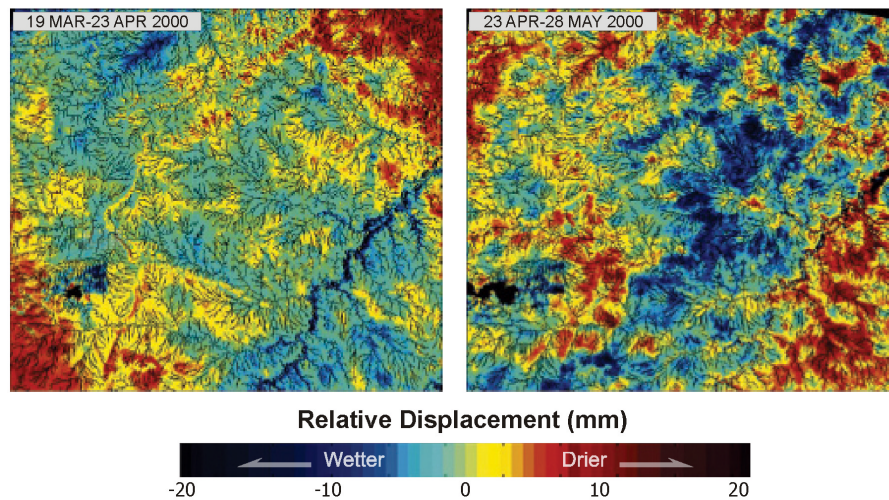 19 MAR-23 APR 2000
23 APR-28 MAY 2000
Relative Displacement (mm)
Wetter
Drier
-20
-10
0
10
20